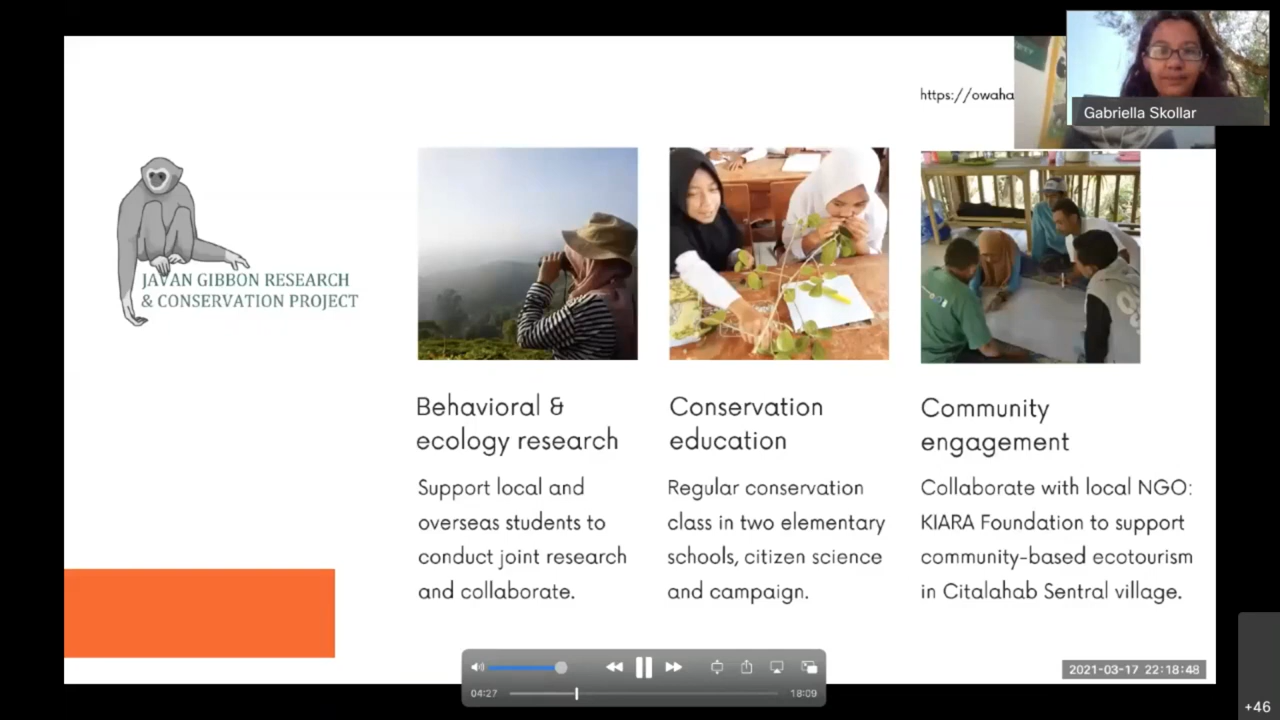 https://owaha
Gabriella Skollar
JAVAN GIBBON RESEARCH
& CONSERVATION PROJECT
Behavioral &
ecology research
Support local and
overseas students to
conduct joint research
and collaborate.
Conservation
education
Regular conservation
class in two elementary
schools, citizen science
and campaign.
Community
engagement
Collaborate with local NGO:
KIARA Foundation to support
community-based ecotourism
in Citalahab Sentral village.
04:27
18:09
2021-03-17 22:18:48
+46